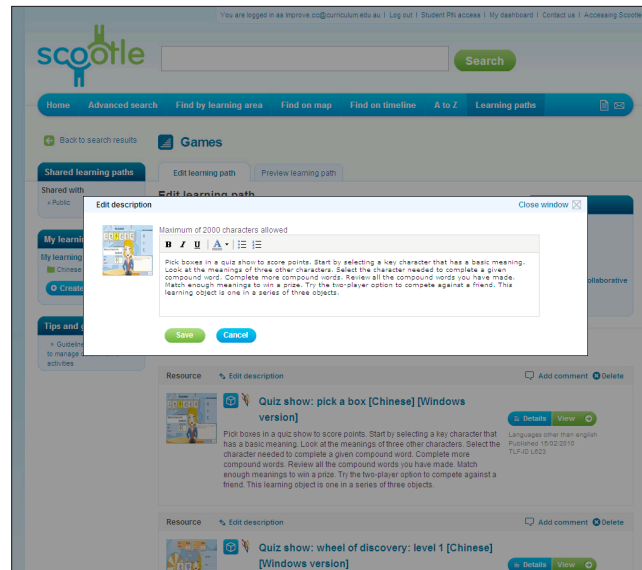 You are logged in as improve.co@curriculum.edu.au | Log out | Student PIN access | My dashboard | Contact us | Accessing Scootle
scootle
Search
Home Advanced search Find by learning area Find on map Find on timeline A to Z Learning paths
Back to search results
Games
Shared learning paths
Edit learning path Preview learning path
Shared with
» Public
Edit learning path
Edit description Close window
Maximum of 2000 characters allowed
B I U A
Pick boxes in a quiz show to score points. Start by selecting a key character that has a basic meaning.
Look at the meanings of three other characters. Select the character needed to complete a given
compound word. Complete more compound words. Review all the compound words you have made.
Match enough meanings to win a prize. Try the two-player option to compete against a friend. This
learning object is one in a series of three objects.
Save Cancel
My learni
My learning
Chinese
Create
ollaborative
Tips and g
» Guideline
to manage
activities
Resource Edit description Add comment Delete
Quiz show: pick a box [Chinese] [Windows
version]
Details View
Pick boxes in a quiz show to score points. Start by selecting a key character that
has a basic meaning. Look at the meanings of three other characters. Select the
character needed to complete a given compound word. Complete more
compound words. Review all the compound words you have made. Match
enough meanings to win a prize. Try the two-player option to compete against a
friend. This learning object is one in a series of three objects.
Languages other than english
Published 15/02/2010
TLF-ID L623
Resource Edit description Add comment Delete
Quiz show: wheel of discovery: level 1 [Chinese]
[Windows version]
Details View